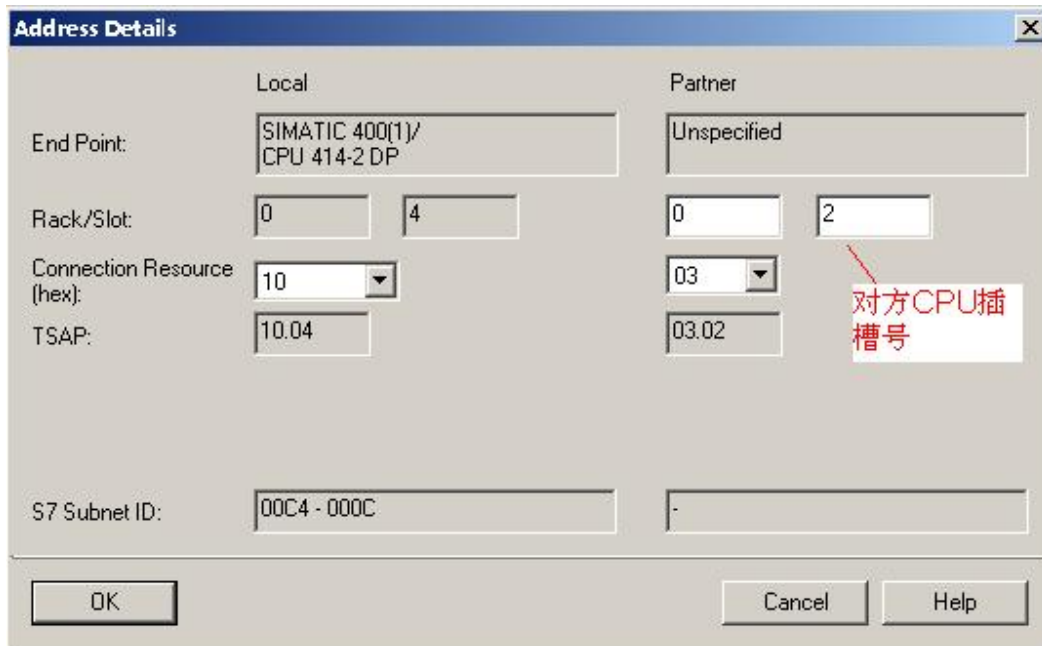 Address Details
Local Partner
End Point: SIMATIC 400(1)/ Unspecified
CPU 414-2 DP
Rack/Slot: 0 4 0 2
Connection Resource
(hex): 10 03
对方CPU插
槽号
TSAP: 10.04 03.02
S7 Subnet ID: 00C4 - 000C -
OK Cancel Help